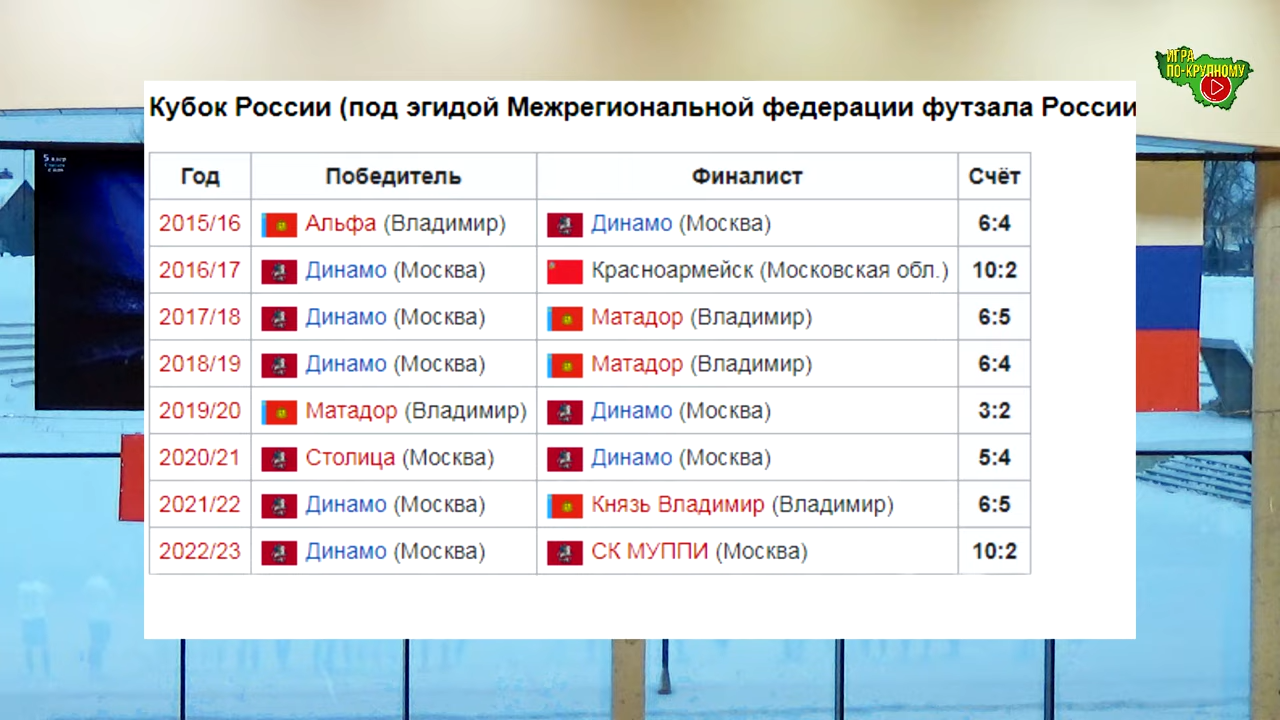 ИГРА
ПО-КРУПНОМУ
Кубок России (под эгидой Межрегиональной федерации футзала России
Год Победитель Финалист Счёт
2015/16 Альфа (Владимир) Динамо (Москва) 6:4
2016/17 Динамо (Москва) Красноармейск (Московская обл.) 10:2
2017/18 Динамо (Москва) Матадор (Владимир) 6:5
2018/19 Динамо (Москва) Матадор (Владимир) 6:4
2019/20 Матадор (Владимир) Динамо (Москва) 3:2
2020/21 Столица (Москва) Динамо (Москва) 5:4
2021/22 Динамо (Москва) Князь Владимир (Владимир) 6:5
2022/23 Динамо (Москва) СК МУППИ (Москва) 10:2